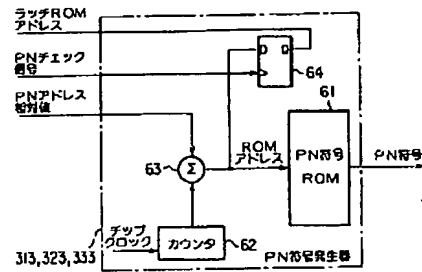 ラッチROM
アドレス
PNチェック
信号
PNアドレス
相対値
64
61
63
Σ
ROM
アドレス
PN符号
ROM
PN符号
チップ
クロック
カウンタ
62
313,323,333
PN符号発生器